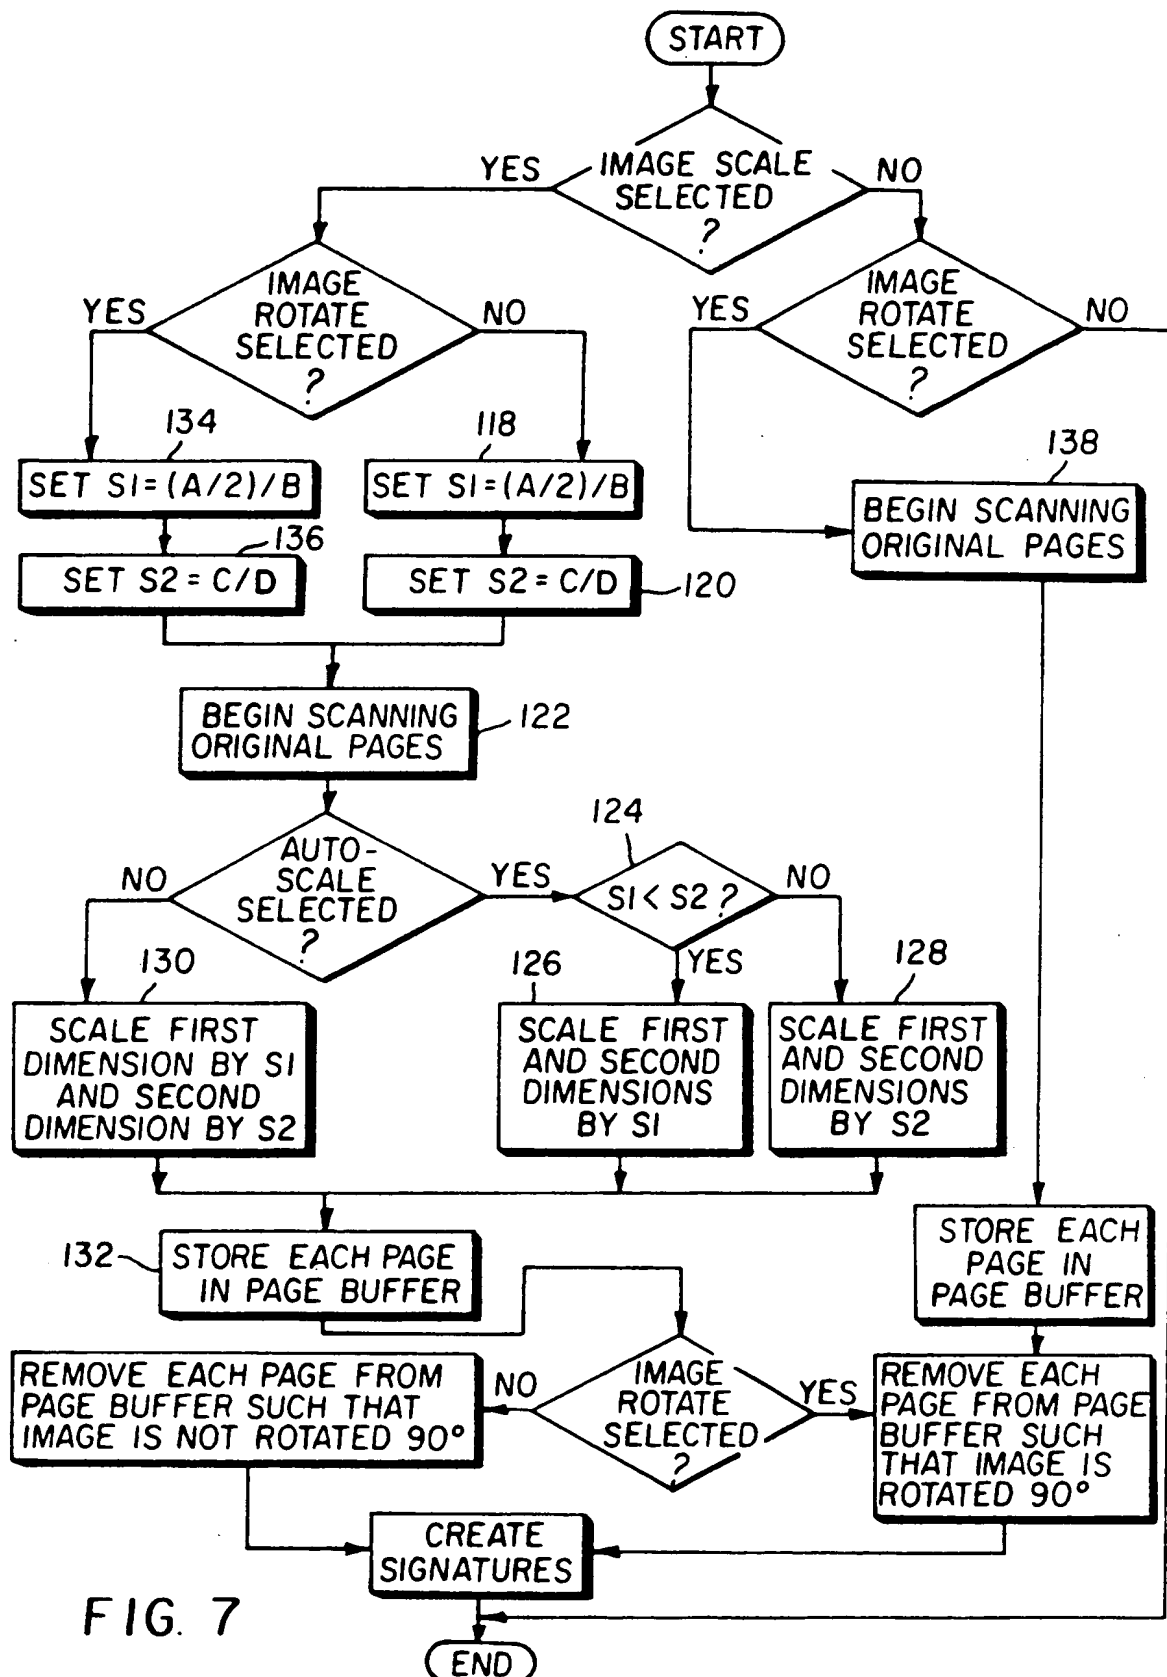 START
IMAGE SCALE
SELECTED
?
YES
NO
IMAGE
ROTATE
SELECTED
?
YES
NO
IMAGE
ROTATE
SELECTED
?
YES
NO
134
SET S1=(A/2)/B
118
SET S1=(A/2)/B
138
BEGIN SCANNING
ORIGINAL PAGES
136
SET S2=C/D
SET S2=C/D
120
BEGIN SCANNING
ORIGINAL PAGES
122
AUTO-
SCALE
SELECTED
?
NO
YES
124
S1<S2?
NO
YES
130
SCALE FIRST
DIMENSION BY S1
AND SECOND
DIMENSION BY S2
126
SCALE FIRST
AND SECOND
DIMENSIONS
BY S1
128
SCALE FIRST
AND SECOND
DIMENSIONS
BY S2
132
STORE EACH PAGE
IN PAGE BUFFER
STORE EACH
PAGE IN
PAGE BUFFER
REMOVE EACH PAGE FROM
PAGE BUFFER SUCH THAT
IMAGE IS NOT ROTATED 90°
NO
IMAGE
ROTATE
SELECTED
?
YES
REMOVE EACH
PAGE FROM PAGE
BUFFER SUCH
THAT IMAGE IS
ROTATED 90°
CREATE
SIGNATURES
FIG. 7
END